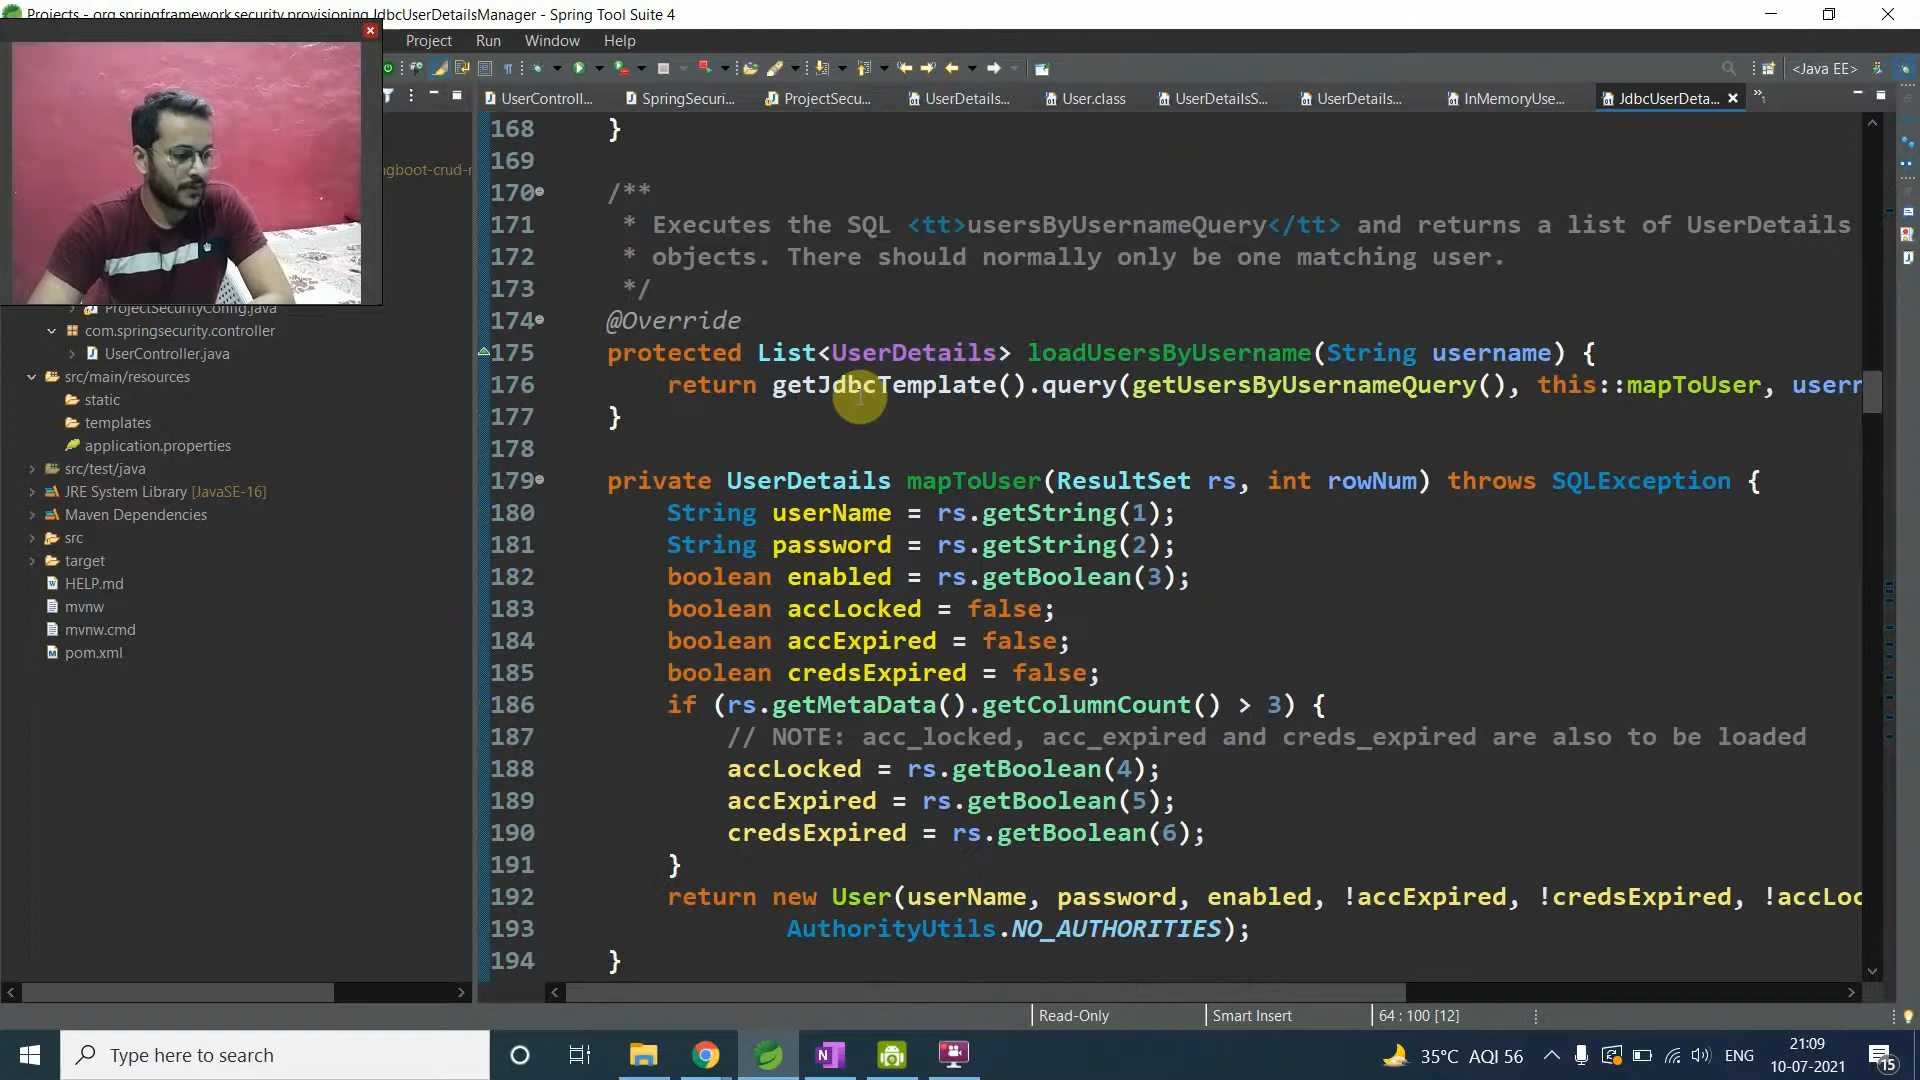 Projects - org.springframework.security.provisioning.JdbcUserDetailsManager - Spring Tool Suite 4
Project Run Window Help
<Java EE>
UserControll... SpringSecuri... ProjectSecu... UserDetails... User.class UserDetailsS... UserDetails... InMemoryUse... JdbcUserDeta...
168 }
169
170 /**
171 * Executes the SQL <tt>usersByUsernameQuery</tt> and returns a list of UserDetails
172 * objects. There should normally only be one matching user.
173 */
174 @Override
175 protected List<UserDetails> loadUsersByUsername(String username) {
176 return getJdbcTemplate().query(getUsersByUsernameQuery(), this::mapToUser, usern
177 }
178
179 private UserDetails mapToUser(ResultSet rs, int rowNum) throws SQLException {
180 String userName = rs.getString(1);
181 String password = rs.getString(2);
182 boolean enabled = rs.getBoolean(3);
183 boolean accLocked = false;
184 boolean accExpired = false;
185 boolean credsExpired = false;
186 if (rs.getMetaData().getColumnCount() > 3) {
187 // NOTE: acc_locked, acc_expired and creds_expired are also to be loaded
188 accLocked = rs.getBoolean(4);
189 accExpired = rs.getBoolean(5);
190 credsExpired = rs.getBoolean(6);
191 }
192 return new User(userName, password, enabled, !accExpired, !credsExpired, !accLoc
193 AuthorityUtils.NO_AUTHORITIES);
194 }
ngboot-crud-r
ProjectSecurityConfig.java
com.springsecurity.controller
UserController.java
src/main/resources
static
templates
application.properties
src/test/java
JRE System Library [JavaSE-16]
Maven Dependencies
src
target
HELP.md
mvnw
mvnw.cmd
pom.xml
Read-Only Smart Insert 64 : 100 [12]
Type here to search
35°C AQI 56 ENG
21:09
10-07-2021
15